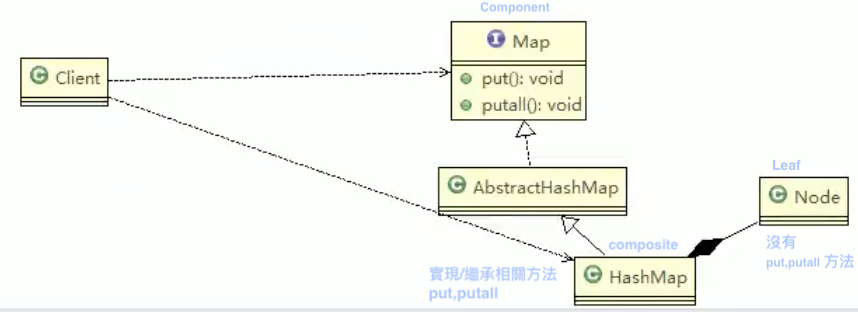 Component
I Map
C Client
put(): void
putall(): void
C AbstractHashMap
Leaf
C Node
composite
沒有
put,putall 方法
實現/繼承相關方法
put,putall
C HashMap